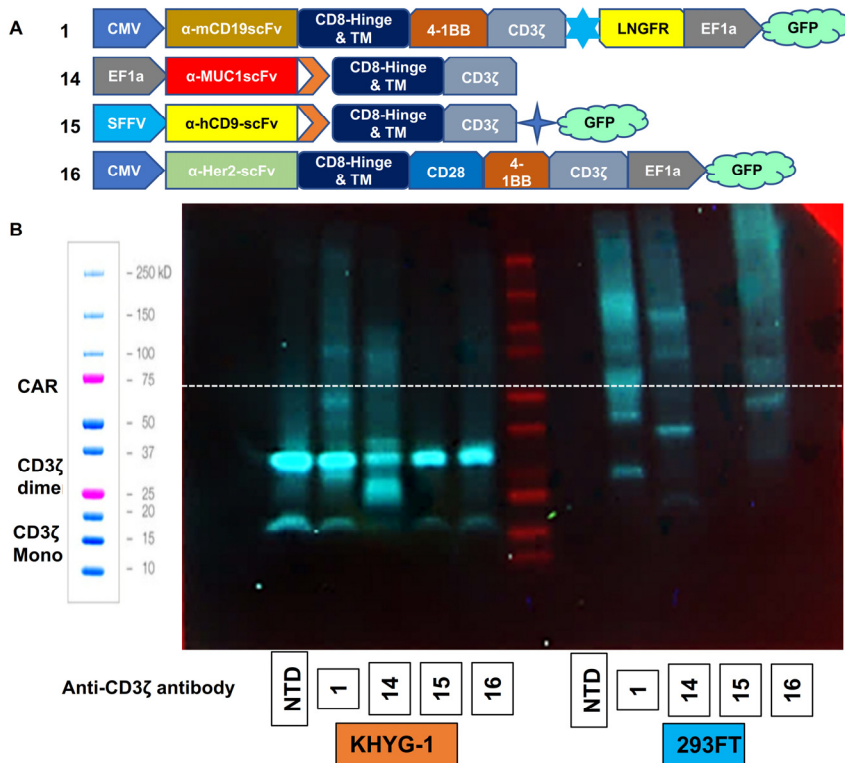 A
1 CMV α-mCD19scFv CD8-Hinge & TM 4-1BB CD3ζ LNGFR EF1a GFP
14 EF1a α-MUC1scFv CD8-Hinge & TM CD3ζ
15 SFFV α-hCD9-scFv CD8-Hinge & TM CD3ζ GFP
16 CMV α-Her2-scFv CD8-Hinge & TM CD28 4-1BB CD3ζ EF1a GFP
B
- 250 kD
- 150
- 100
CAR - 75
- 50
- 37
CD3ζ
dime - 25
- 20
CD3ζ - 15
Mono
- 10
Anti-CD3ζ antibody NTD 1 14 15 16 NTD 1 14 15 16
KHYG-1 293FT